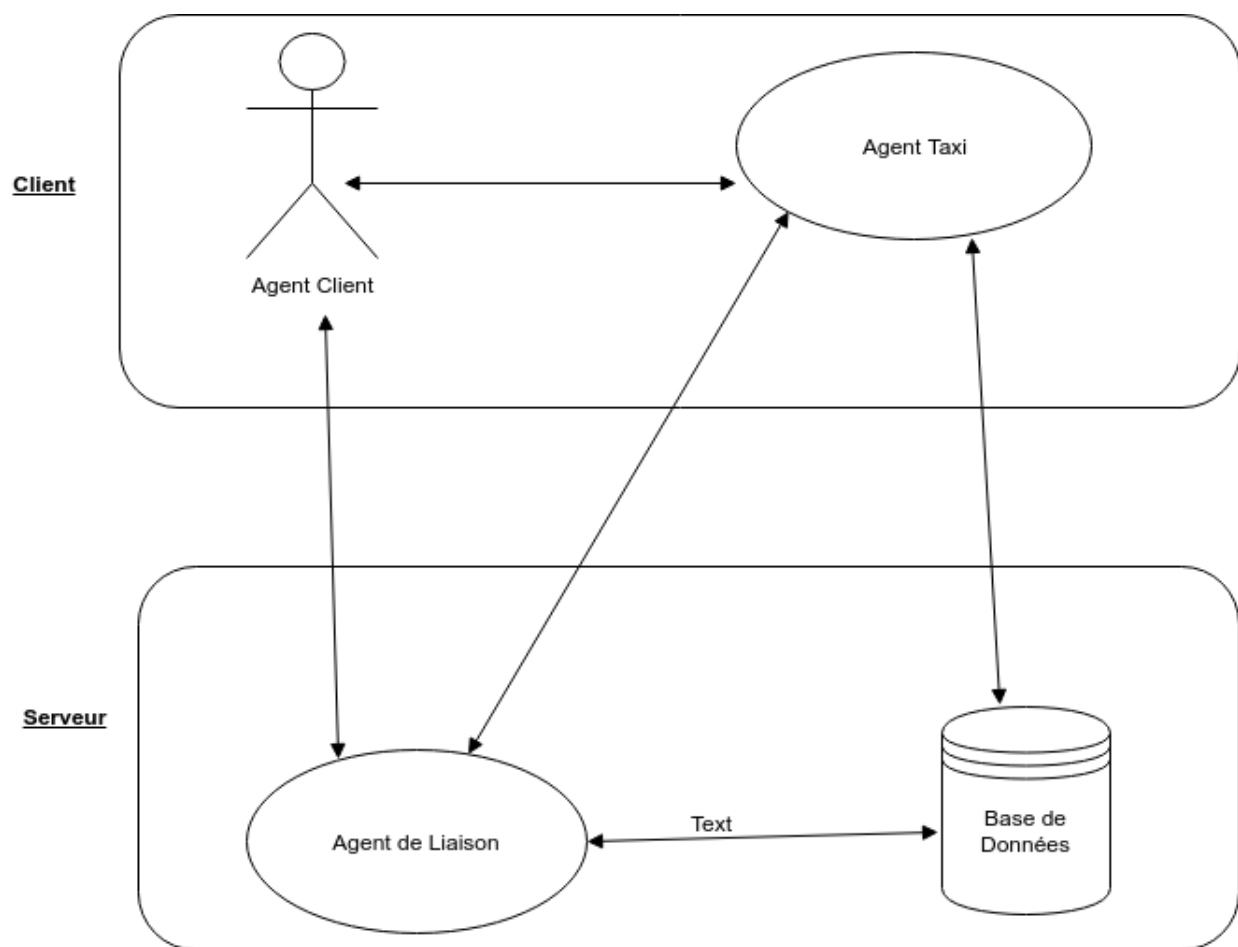 Agent Taxi
Client
Agent Client
Serveur
Text
Base de
Données
Agent de Liaison